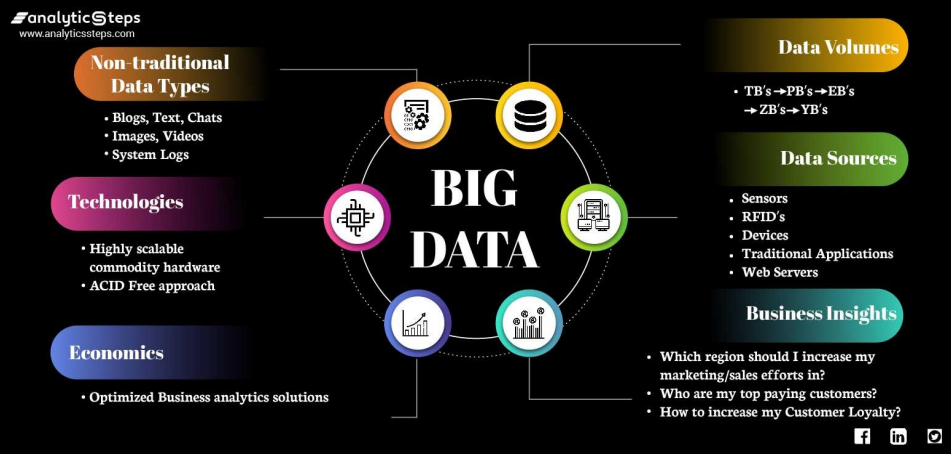 analyticSteps
www.analyticssteps.com
Non-traditional
Data Types
• Blogs, Text, Chats
• Images, Videos
• System Logs
Technologies
• Highly scalable
commodity hardware
• ACID Free approach
Economics
• Optimized Business analytics solutions
BIG
DATA
Data Volumes
• TB's→PB's→EB's
→ZB's→YB's
Data Sources
• Sensors
• RFID's
• Devices
• Traditional Applications
• Web Servers
Business Insights
• Which region should I increase my
marketing/sales efforts in?
• Who are my top paying customers?
• How to increase my Customer Loyalty?